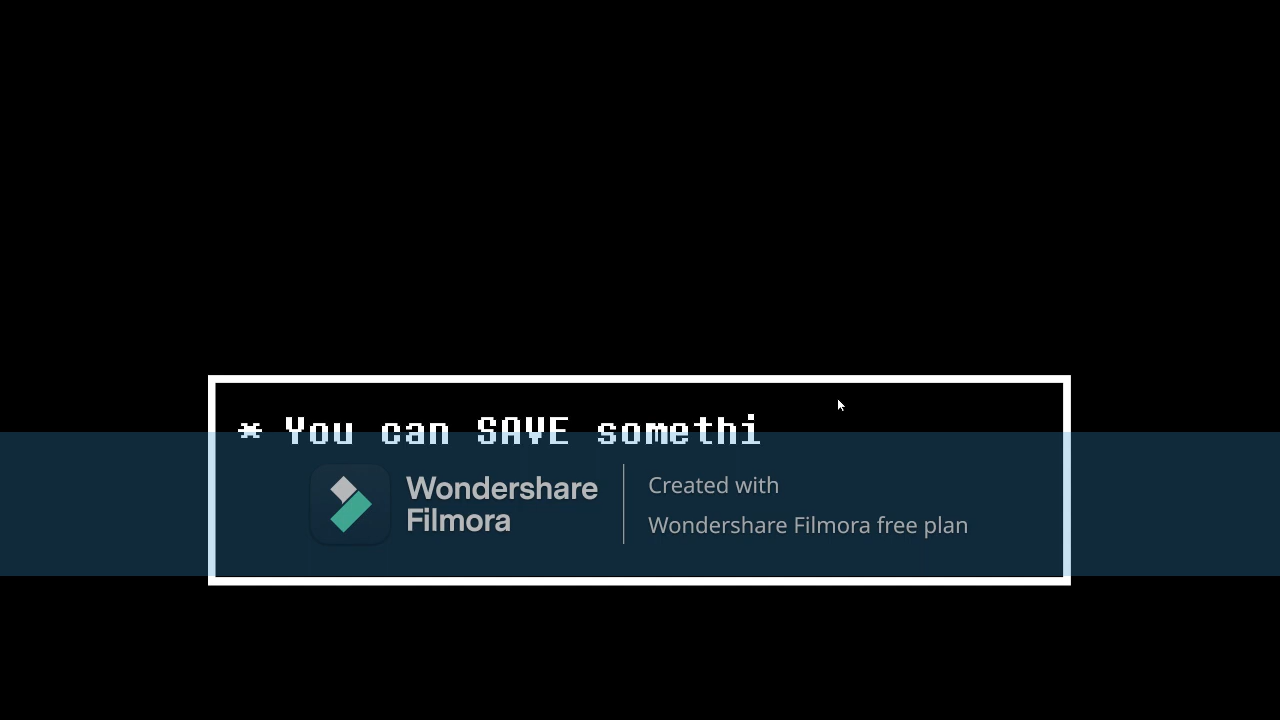 * You can SAVE somethi
Wondershare
Filmora
Created with
Wondershare Filmora free plan